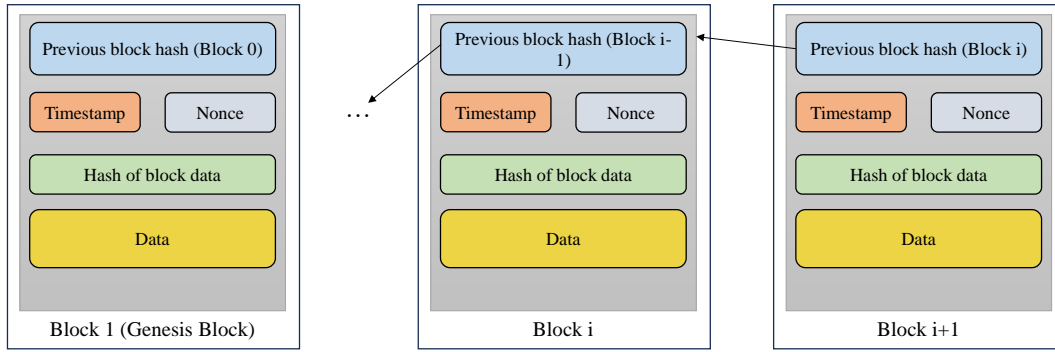 Previous block hash (Block 0)
Timestamp
Nonce
Hash of block data
Data
Block 1 (Genesis Block)
...
Previous block hash (Block i-
1)
Timestamp
Nonce
Hash of block data
Data
Block i
Previous block hash (Block i)
Timestamp
Nonce
Hash of block data
Data
Block i+1